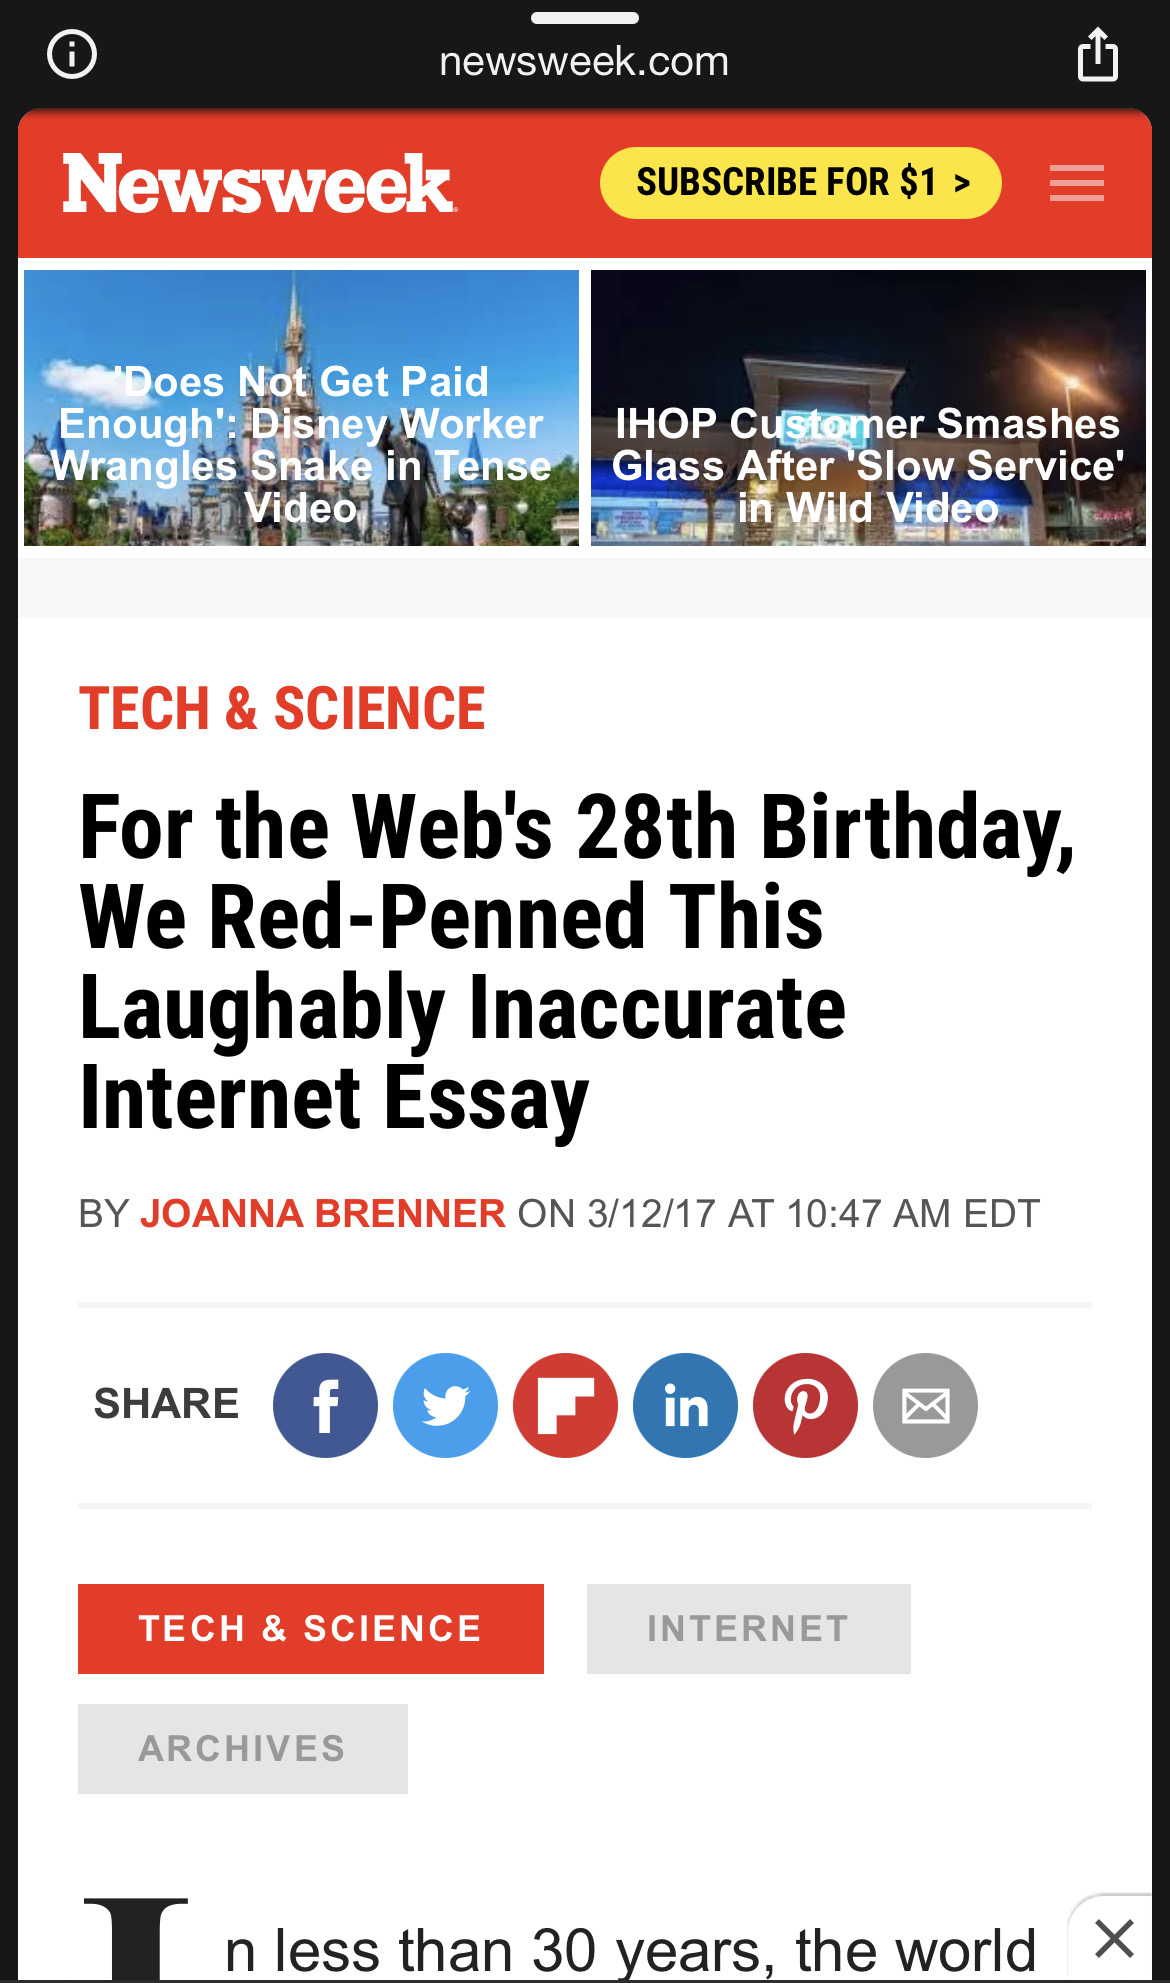 newsweek.com
Newsweek
SUBSCRIBE FOR $1 >
'Does Not Get Paid
Enough': Disney Worker
Wrangles Snake in Tense
Video
IHOP Customer Smashes
Glass After 'Slow Service'
in Wild Video
TECH & SCIENCE
For the Web's 28th Birthday,
We Red-Penned This
Laughably Inaccurate
Internet Essay
BY JOANNA BRENNER ON 3/12/17 AT 10:47 AM EDT
SHARE
TECH & SCIENCE
INTERNET
ARCHIVES
In less than 30 years, the world